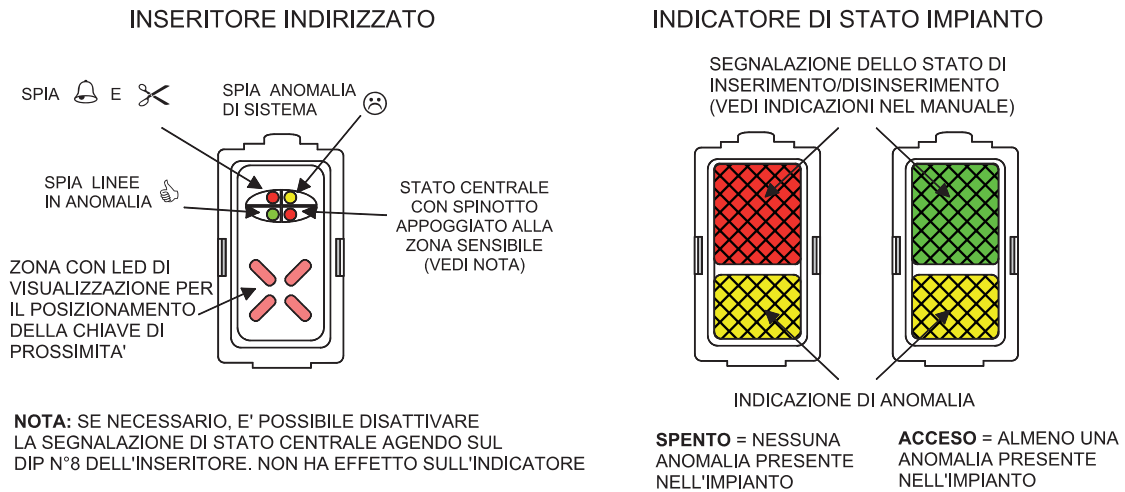 INSERITORE INDIRIZZATO
SPIA E
SPIA ANOMALIA
DI SISTEMA
SPIA LINEE
IN ANOMALIA
STATO CENTRALE
CON SPINOTTO
APPOGGIATO ALLA
ZONA SENSIBILE
(VEDI NOTA)
ZONA CON LED DI
VISUALIZZAZIONE PER
IL POSIZIONAMENTO
DELLA CHIAVE DI
PROSSIMITA'
NOTA: SE NECESSARIO, E' POSSIBILE DISATTIVARE
LA SEGNALAZIONE DI STATO CENTRALE AGENDO SUL
DIP N°8 DELL'INSERITORE. NON HA EFFETTO SULL'INDICATORE
INDICATORE DI STATO IMPIANTO
SEGNALAZIONE DELLO STATO DI
INSERIMENTO/DISINSERIMENTO
(VEDI INDICAZIONI NEL MANUALE)
INDICAZIONE DI ANOMALIA
SPENTO = NESSUNA
ANOMALIA PRESENTE
NELL'IMPIANTO
ACCESO = ALMENO UNA
ANOMALIA PRESENTE
NELL'IMPIANTO